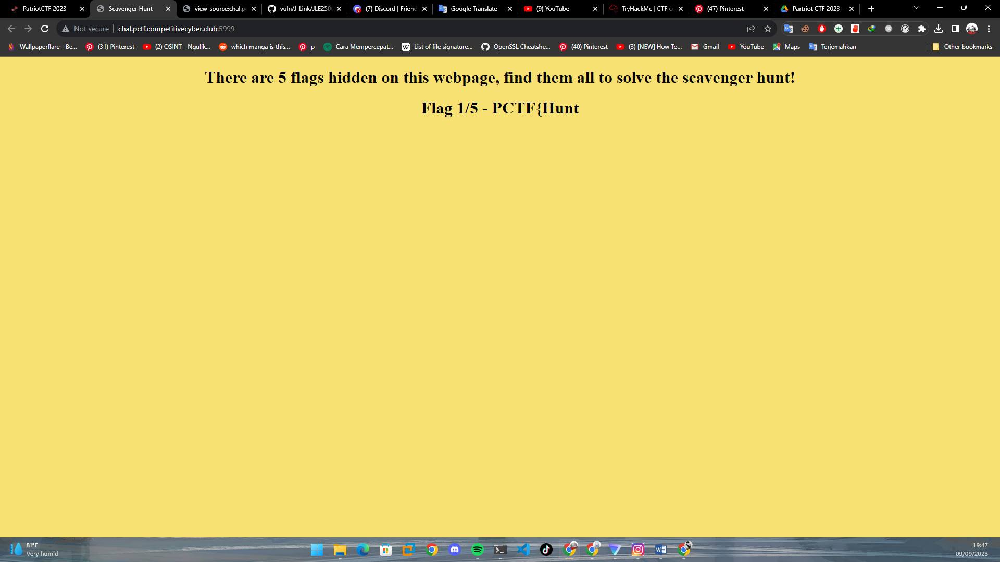 PatriotCTF 2023
Scavenger Hunt
view-source:chal.p
vuln/J-Link/JLE250
(7) Discord | Friend
Google Translate
(9) YouTube
TryHackMe | CTF c
(47) Pinterest
Partriot CTF 2023 -
Not secure
chal.pctf.competitivecyber.club:5999
Wallpaperflare - Be...
(31) Pinterest
(2) OSINT - Ngulik...
which manga is this...
p
Cara Mempercepat...
W
List of file signature...
OpenSSL Cheatshe...
(40) Pinterest
(3) [NEW] How To...
Gmail
YouTube
Maps
Terjemahkan
Other bookmarks
There are 5 flags hidden on this webpage, find them all to solve the scavenger hunt!
Flag 1/5 - PCTF{Hunt
81°F
Very humid
19:47
09/09/2023